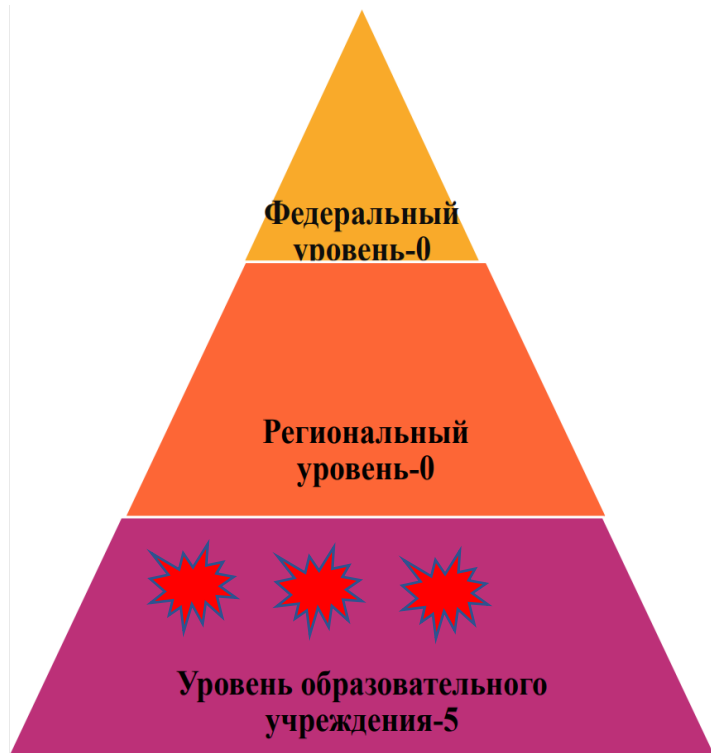 Федеральный
уровень-0
Региональный
уровень-0
Уровень образовательного
учреждения-5